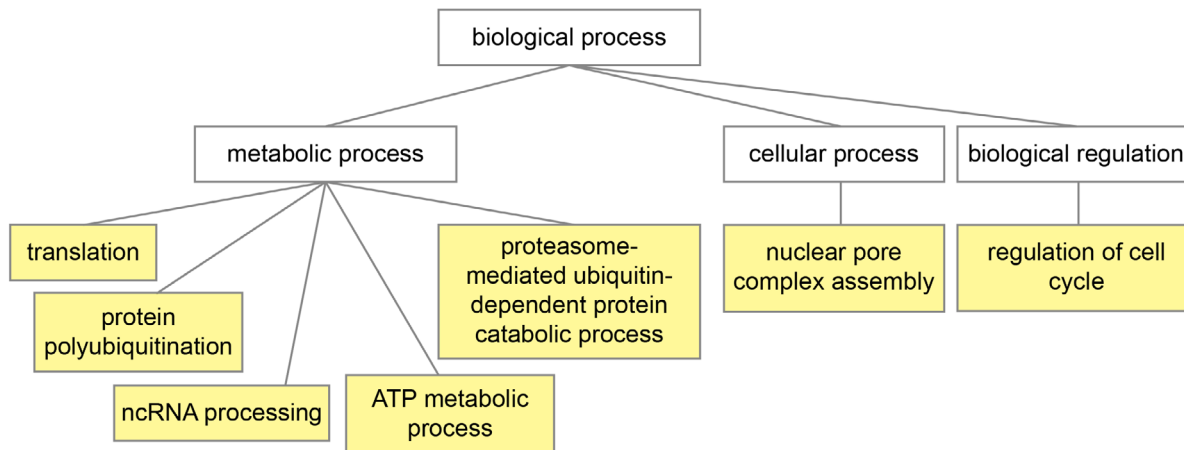 biological process
metabolic process
cellular process
biological regulation
translation
protein
polyubiquitination
ncRNA processing
ATP metabolic
process
proteasome-
mediated ubiquitin-
dependent protein
catabolic process
nuclear pore
complex assembly
regulation of cell
cycle